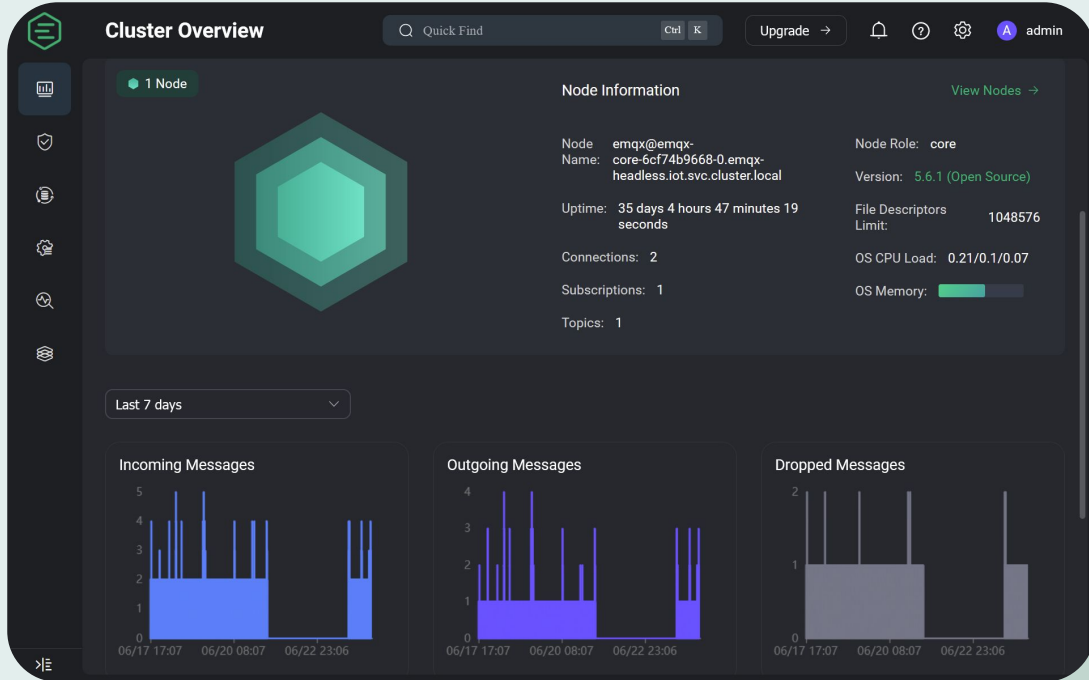 Cluster Overview
Quick Find
Ctrl K
Upgrade →
A admin
1 Node
Node Information
View Nodes →
Node Name: emqx@emqx-
core-6cf74b9668-0.emqx-
headless.iot.svc.cluster.local
Uptime: 35 days 4 hours 47 minutes 19
seconds
Connections: 2
Subscriptions: 1
Topics: 1
Node Role: core
Version: 5.6.1 (Open Source)
File Descriptors
Limit: 1048576
OS CPU Load: 0.21/0.1/0.07
OS Memory:
Last 7 days
Incoming Messages
5
4
3
2
1
0
06/17 17:07 06/20 08:07 06/22 23:06
Outgoing Messages
4
3
2
1
0
06/17 17:07 06/20 08:07 06/22 23:06
Dropped Messages
2
1
0
06/17 17:07 06/20 08:07 06/22 23:06